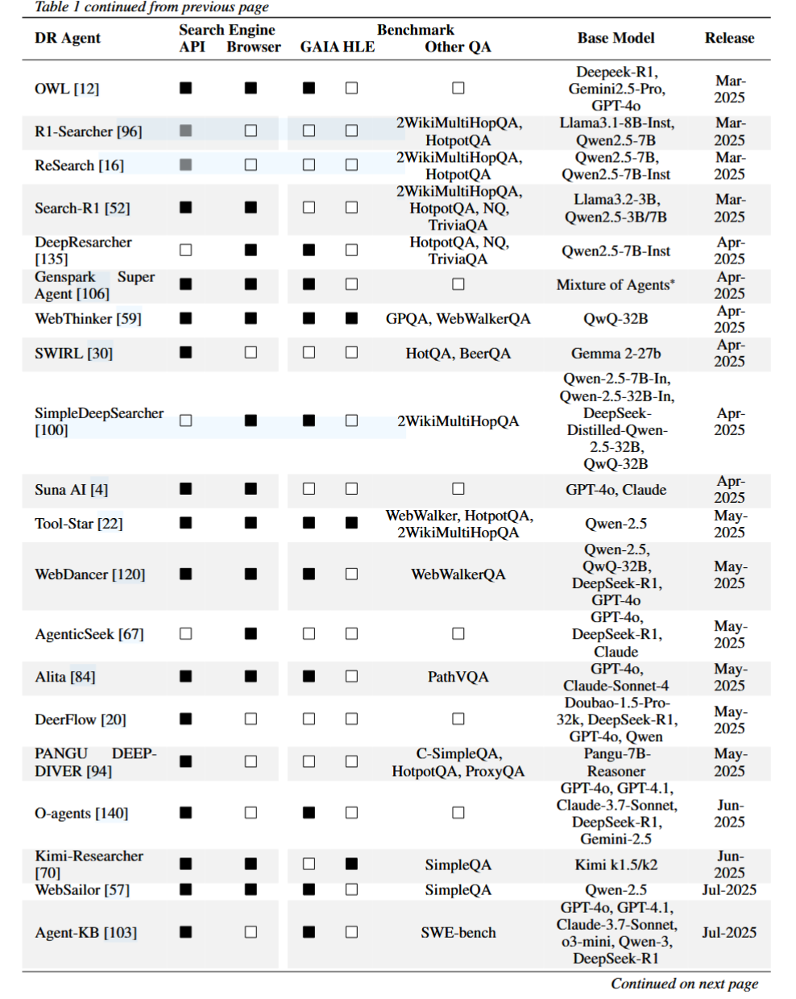 Table 1 continued from previous page
DR Agent Search Engine Benchmark Base Model Release
API Browser GAIA HLE Other QA
OWL [12] ■ ■ ■ □ □ Deepeek-R1, Gemini2.5-Pro, GPT-4o Mar-2025
R1-Searcher [96] ■ □ □ □ 2WikiMultiHopQA, HotpotQA Llama3.1-8B-Inst, Qwen2.5-7B Mar-2025
ReSearch [16] ■ □ □ □ 2WikiMultiHopQA, HotpotQA Qwen2.5-7B, Qwen2.5-7B-Inst Mar-2025
Search-R1 [52] ■ ■ □ □ 2WikiMultiHopQA, HotpotQA, NQ, TriviaQA Llama3.2-3B, Qwen2.5-3B/7B Mar-2025
DeepResarcher [135] □ ■ ■ □ HotpotQA, NQ, TriviaQA Qwen2.5-7B-Inst Apr-2025
Genspark Super Agent [106] ■ ■ ■ □ □ Mixture of Agents* Apr-2025
WebThinker [59] ■ ■ ■ ■ GPQA, WebWalkerQA QwQ-32B Apr-2025
SWIRL [30] ■ □ □ □ HotQA, BeerQA Gemma 2-27b Apr-2025
SimpleDeepSearcher [100] □ ■ ■ □ 2WikiMultiHopQA Qwen-2.5-7B-In, Qwen-2.5-32B-In, DeepSeek-Distilled-Qwen-2.5-32B, QwQ-32B Apr-2025
Suna AI [4] ■ ■ □ □ □ GPT-4o, Claude Apr-2025
Tool-Star [22] ■ ■ ■ ■ WebWalker, HotpotQA, 2WikiMultiHopQA Qwen-2.5 May-2025
WebDancer [120] ■ ■ ■ □ WebWalkerQA Qwen-2.5, QwQ-32B, DeepSeek-R1, GPT-4o May-2025
AgenticSeek [67] □ ■ □ □ □ GPT-4o, DeepSeek-R1, Claude May-2025
Alita [84] ■ ■ ■ □ PathVQA GPT-4o, Claude-Sonnet-4 May-2025
DeerFlow [20] ■ □ □ □ □ Doubao-1.5-Pro-32k, DeepSeek-R1, GPT-4o, Qwen May-2025
PANGU DEEP-DIVER [94] ■ □ □ □ C-SimpleQA, HotpotQA, ProxyQA Pangu-7B-Reasoner May-2025
O-agents [140] ■ □ ■ □ □ GPT-4o, GPT-4.1, Claude-3.7-Sonnet, DeepSeek-R1, Gemini-2.5 Jun-2025
Kimi-Researcher [70] ■ ■ □ ■ SimpleQA Kimi k1.5/k2 Jun-2025
WebSailor [57] ■ ■ ■ □ SimpleQA Qwen-2.5 Jul-2025
Agent-KB [103] ■ □ ■ □ SWE-bench GPT-4o, GPT-4.1, Claude-3.7-Sonnet, o3-mini, Qwen-3, DeepSeek-R1 Jul-2025
Continued on next page